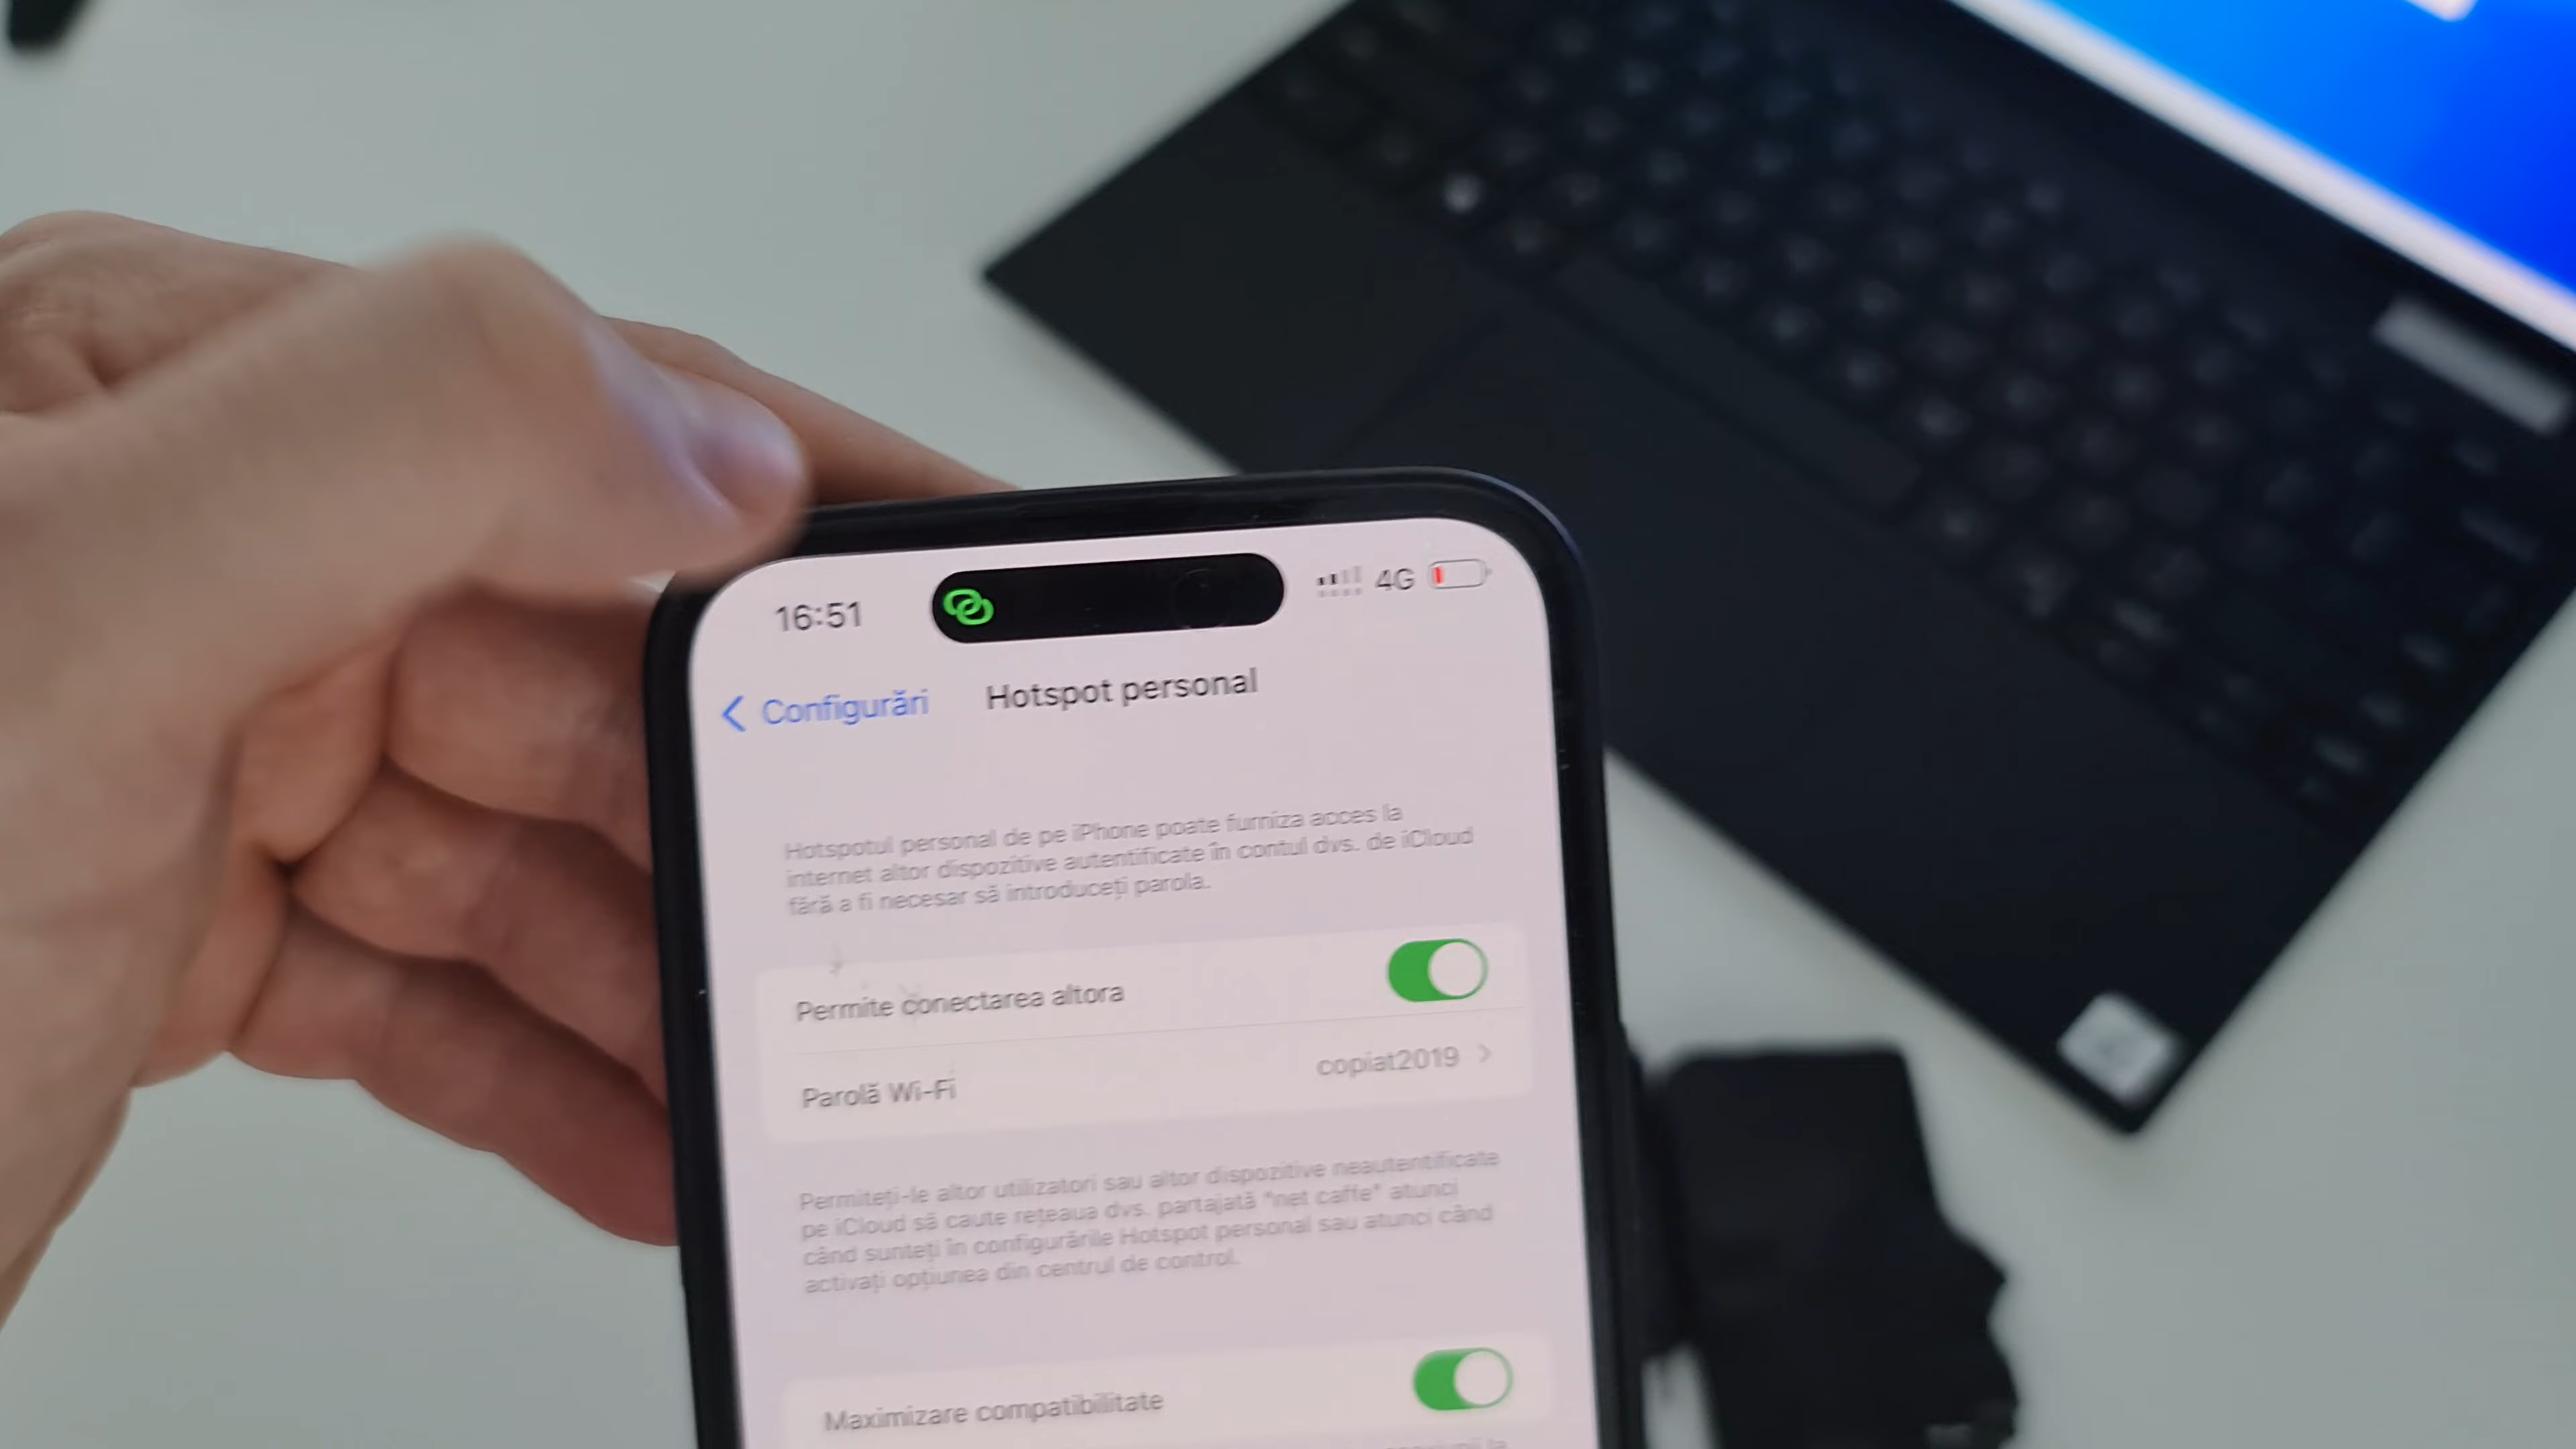 16:51
4G
Configurări
Hotspot personal
Hotspotul personal de pe iPhone poate furniza acces la
internet altor dispozitive autentificate în contul dvs. de iCloud
fără a fi necesar să introduceți parola.
Permite conectarea altora
Parolă Wi-Fi
copiat2019
Permiteți-le altor utilizatori sau altor dispozitive neautentificate
pe iCloud să caute rețeaua dvs. partajată "net caffe" atunci
când sunteți în configurările Hotspot personal sau atunci când
activați opțiunea din centrul de control.
Maximizare compatibilitate